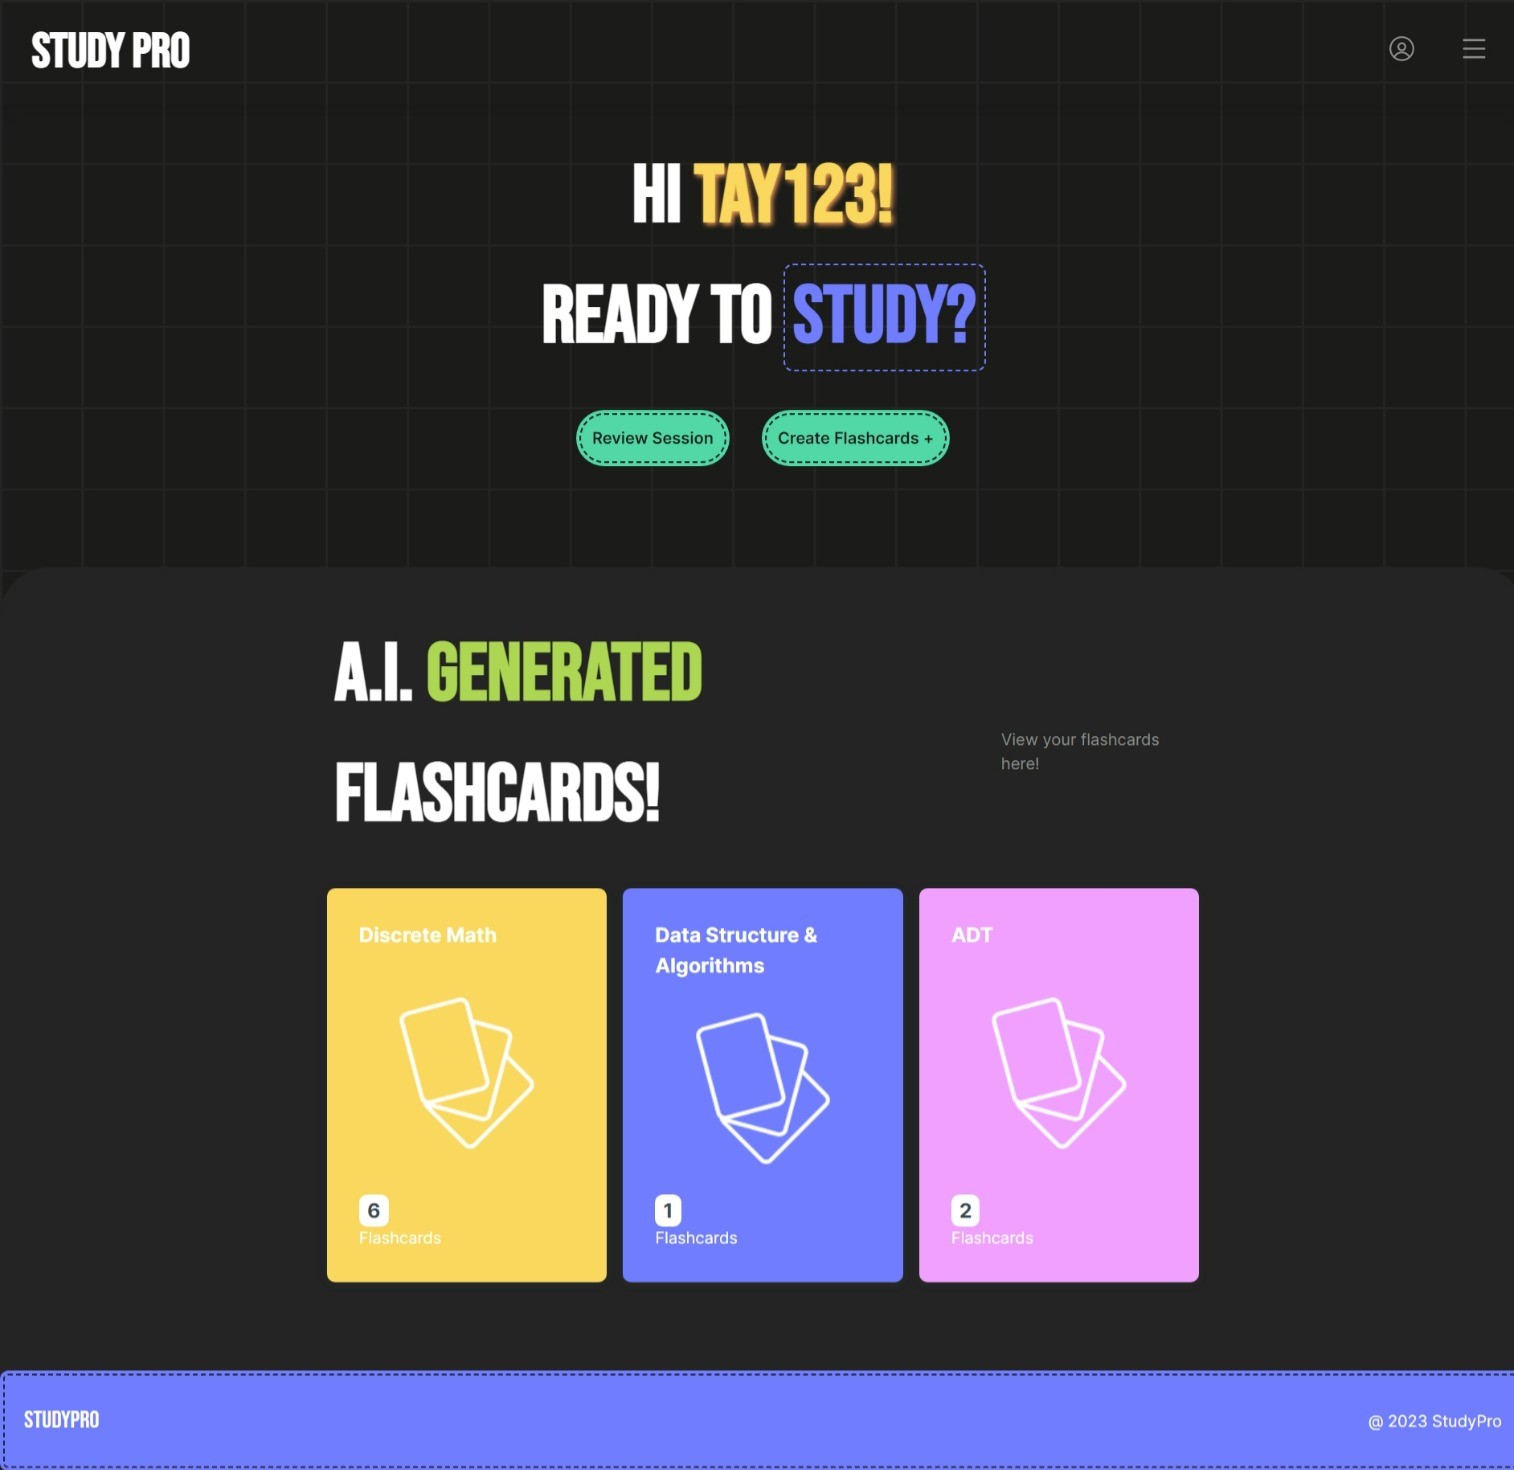 STUDY PRO
HI TAY123!
READY TO STUDY?
Review Session
Create Flashcards +
A.I. GENERATED
FLASHCARDS!
View your flashcards
here!
Discrete Math
6
Flashcards
Data Structure &
Algorithms
1
Flashcards
ADT
2
Flashcards
STUDYPRO
@ 2023 StudyPro